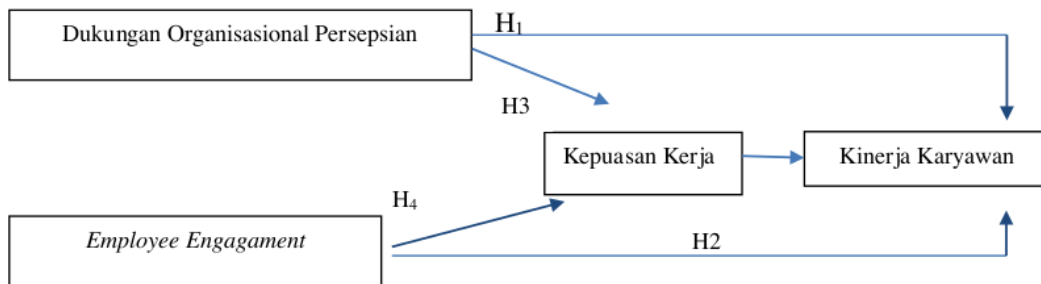 Dukungan Organisasional Persepsian
H₁
H3
Kepuasan Kerja
Kinerja Karyawan
H₄
Employee Engagament
H2